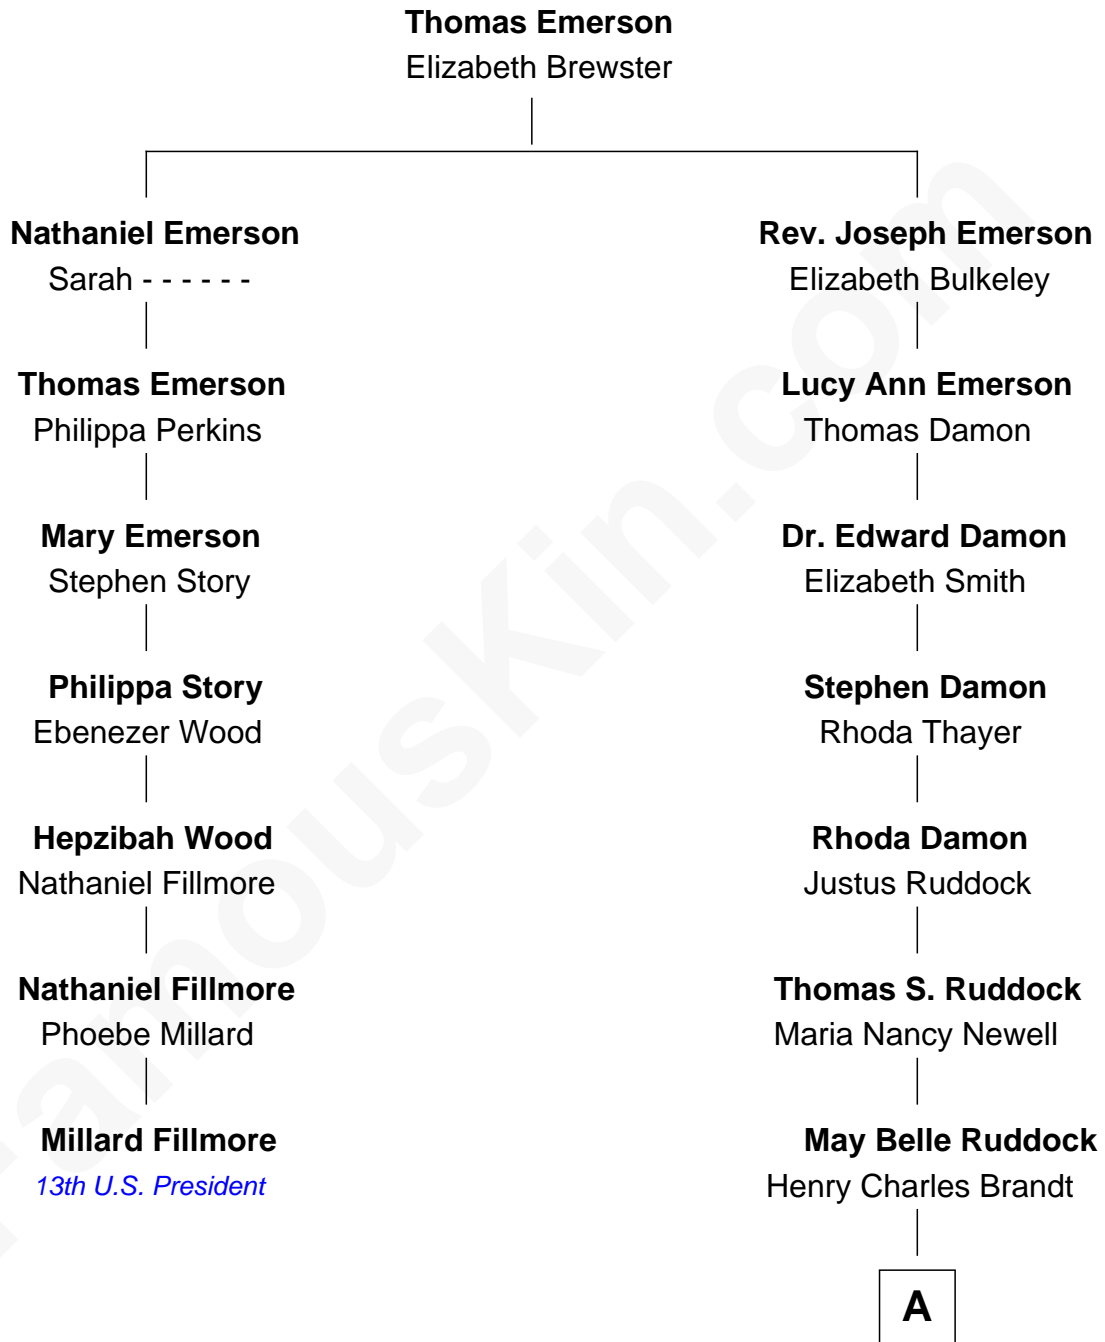 Thomas Emerson
Elizabeth Brewster
Nathaniel Emerson
Sarah - - - - - -
Rev. Joseph Emerson
Elizabeth Bulkeley
Thomas Emerson
Philippa Perkins
Lucy Ann Emerson
Thomas Damon
Mary Emerson
Stephen Story
Dr. Edward Damon
Elizabeth Smith
Philippa Story
Ebenezer Wood
Stephen Damon
Rhoda Thayer
Hepzibah Wood
Nathaniel Fillmore
Rhoda Damon
Justus Ruddock
Nathaniel Fillmore
Phoebe Millard
Thomas S. Ruddock
Maria Nancy Newell
Millard Fillmore
13th U.S. President
May Belle Ruddock
Henry Charles Brandt
A
FamousKin.com